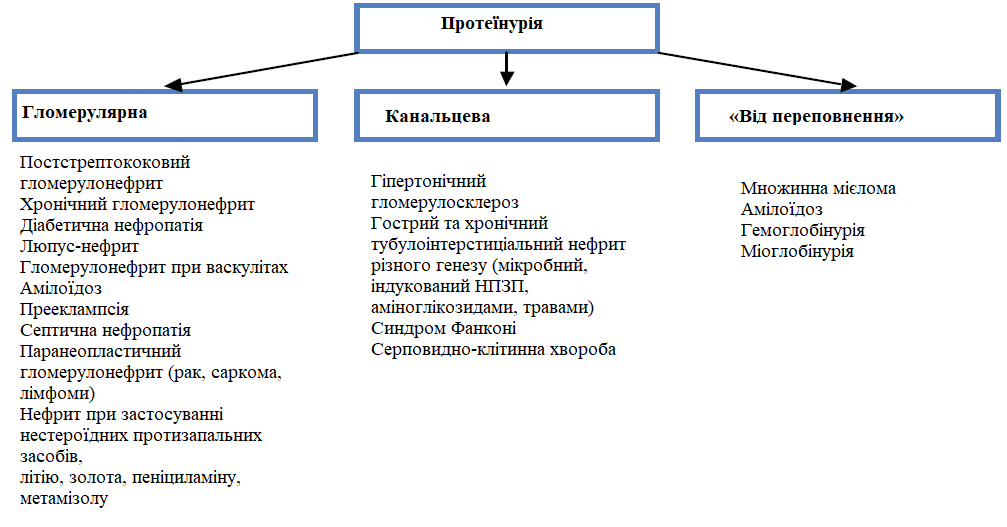 Протеїнурія
Гломерулярна
Постстрептококовий
гломерулонефрит
Хронічний гломерулонефрит
Діабетична нефропатія
Люпус-нефрит
Гломерулонефрит при васкулітах
Амілоїдоз
Прееклампсія
Септична нефропатія
Паранеопластичний
гломерулонефрит (рак, саркома,
лімфоми)
Нефрит при застосуванні
нестероїдних протизапальних
засобів,
літію, золота, пеніциламіну,
метамізолу
Канальцева
Гіпертонічний
гломерулосклероз
Гострий та хронічний
тубулоінтерстиціальний нефрит
різного генезу (мікробний,
індукований НПЗП,
аміноглікозидами, травами)
Синдром Фанконі
Серповидно-клітинна хвороба
«Від переповнення»
Множинна мієлома
Амілоїдоз
Гемоглобінурія
Міоглобінурія